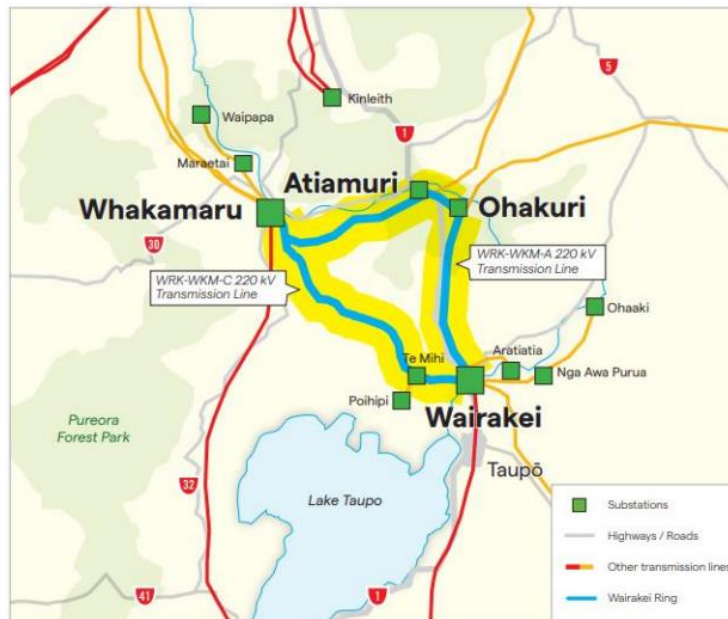 5
Kinleith
Waipapa
1
Maraetai
Atiamuri
Whakamaru
Ohakuri
30
WRK-WKM-A 220 kV
Transmission Line
WRK-WKM-C 220 kV
Transmission Line
Ohaaki
Aratiatia
Te Mihi
Nga Awa Purua
Poihipi
Wairakei
Pureora
Forest Park
Taupō
32
Lake Taupo
Substations
Highways / Roads
Other transmission lines
Wairakei Ring
41
1